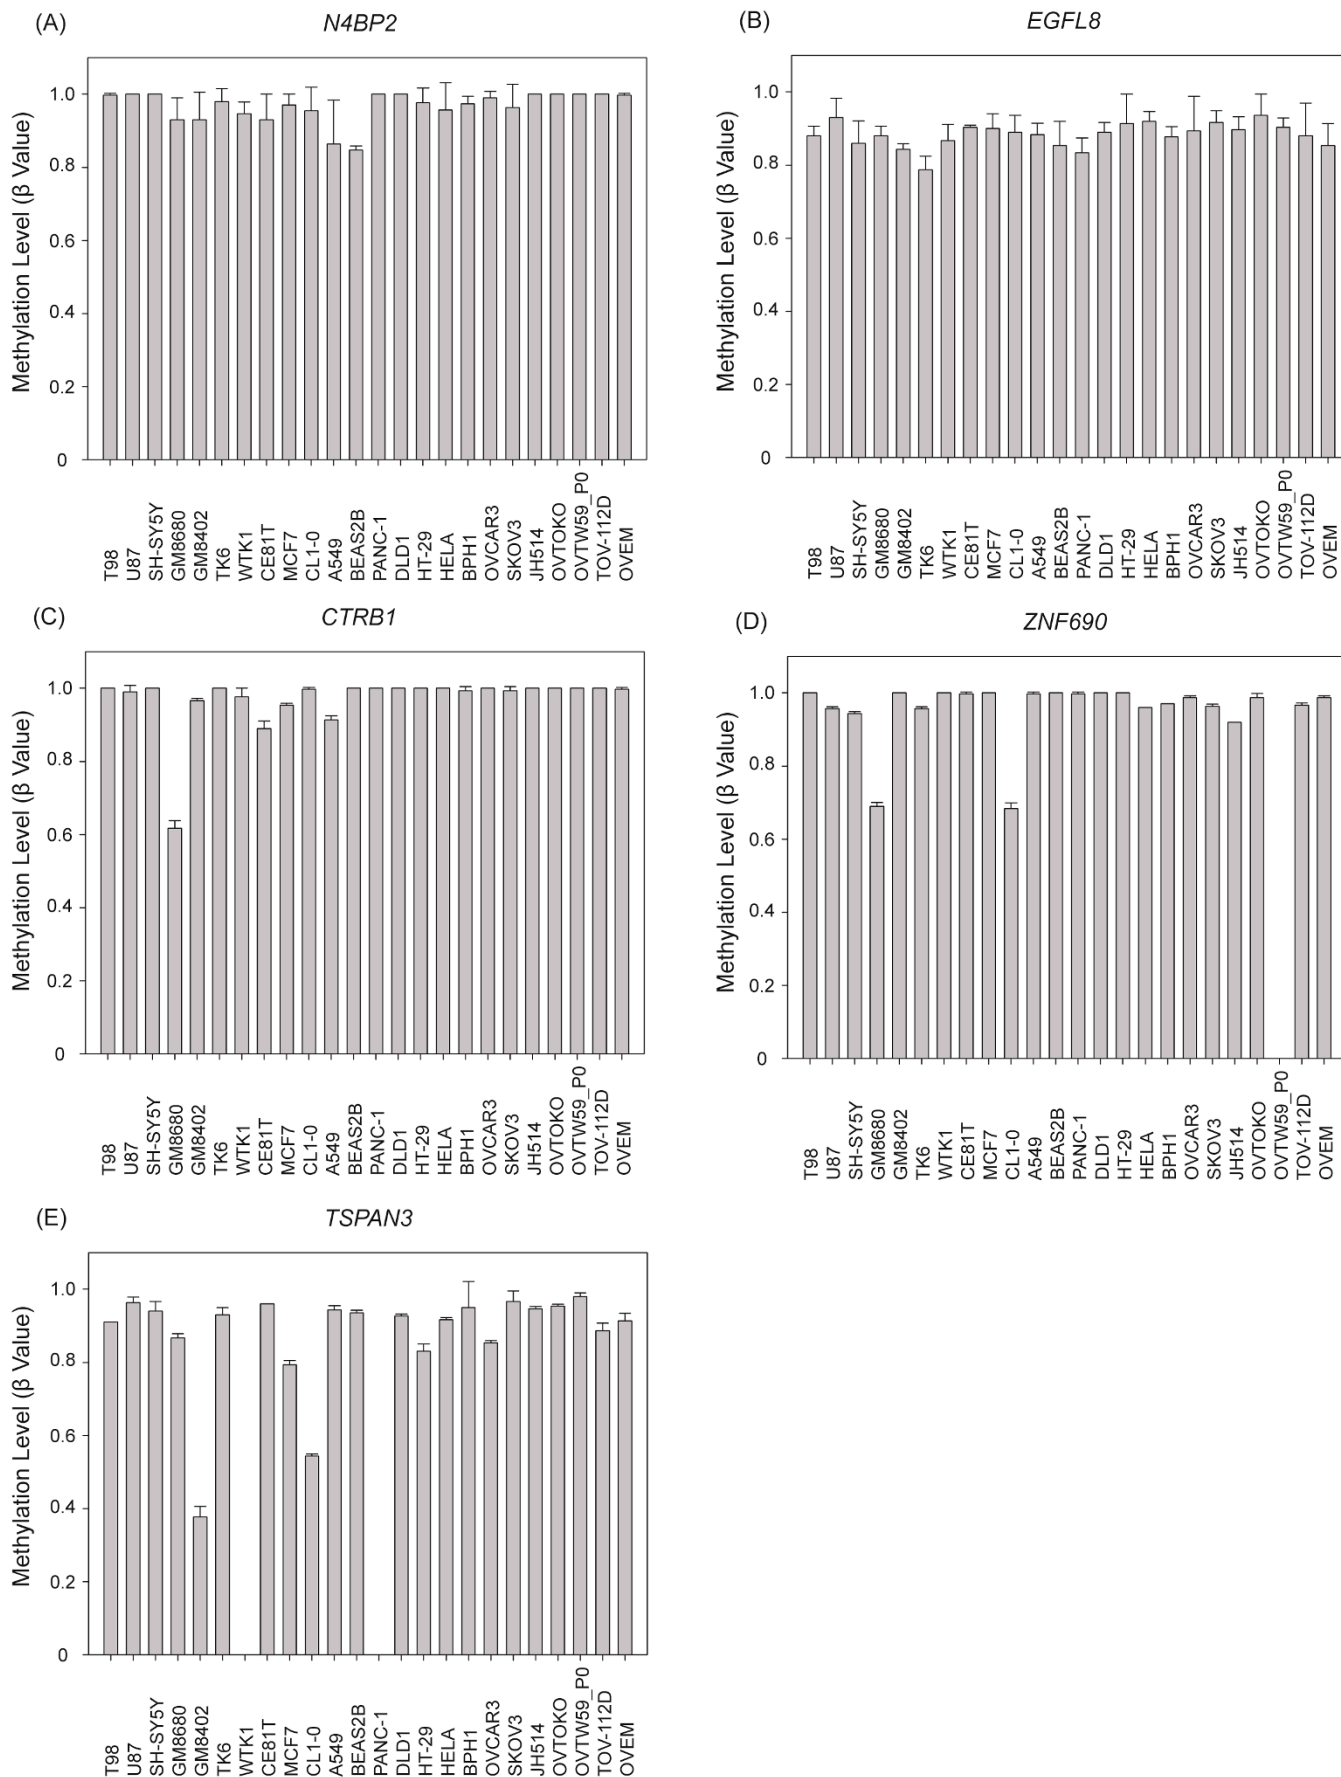 (A)
N4BP2
Methylation Level (β Value)
1.0
0.8
0.6
0.4
0.2
0
T98
U87
SH-SY5Y
GM8680
GM8402
TK6
WTK1
CE81T
MCF7
CL1-0
A549
BEAS2B
PANC-1
DLD1
HT-29
HELA
BPH1
OVCAR3
SKOV3
JH514
OVTOKO
OVTW59_P0
TOV-112D
OVEM
(B)
EGFL8
Methylation Level (β Value)
1.0
0.8
0.6
0.4
0.2
0
T98
U87
SH-SY5Y
GM8680
GM8402
TK6
WTK1
CE81T
MCF7
CL1-0
A549
BEAS2B
PANC-1
DLD1
HT-29
HELA
BPH1
OVCAR3
SKOV3
JH514
OVTOKO
OVTW59_P0
TOV-112D
OVEM
(C)
CTRB1
Methylation Level (β Value)
1.0
0.8
0.6
0.4
0.2
0
T98
U87
SH-SY5Y
GM8680
GM8402
TK6
WTK1
CE81T
MCF7
CL1-0
A549
BEAS2B
PANC-1
DLD1
HT-29
HELA
BPH1
OVCAR3
SKOV3
JH514
OVTOKO
OVTW59_P0
TOV-112D
OVEM
(D)
ZNF690
Methylation Level (β Value)
1.0
0.8
0.6
0.4
0.2
0
T98
U87
SH-SY5Y
GM8680
GM8402
TK6
WTK1
CE81T
MCF7
CL1-0
A549
BEAS2B
PANC-1
DLD1
HT-29
HELA
BPH1
OVCAR3
SKOV3
JH514
OVTOKO
OVTW59_P0
TOV-112D
OVEM
(E)
TSPAN3
Methylation Level (β Value)
1.0
0.8
0.6
0.4
0.2
0
T98
U87
SH-SY5Y
GM8680
GM8402
TK6
WTK1
CE81T
MCF7
CL1-0
A549
BEAS2B
PANC-1
DLD1
HT-29
HELA
BPH1
OVCAR3
SKOV3
JH514
OVTOKO
OVTW59_P0
TOV-112D
OVEM